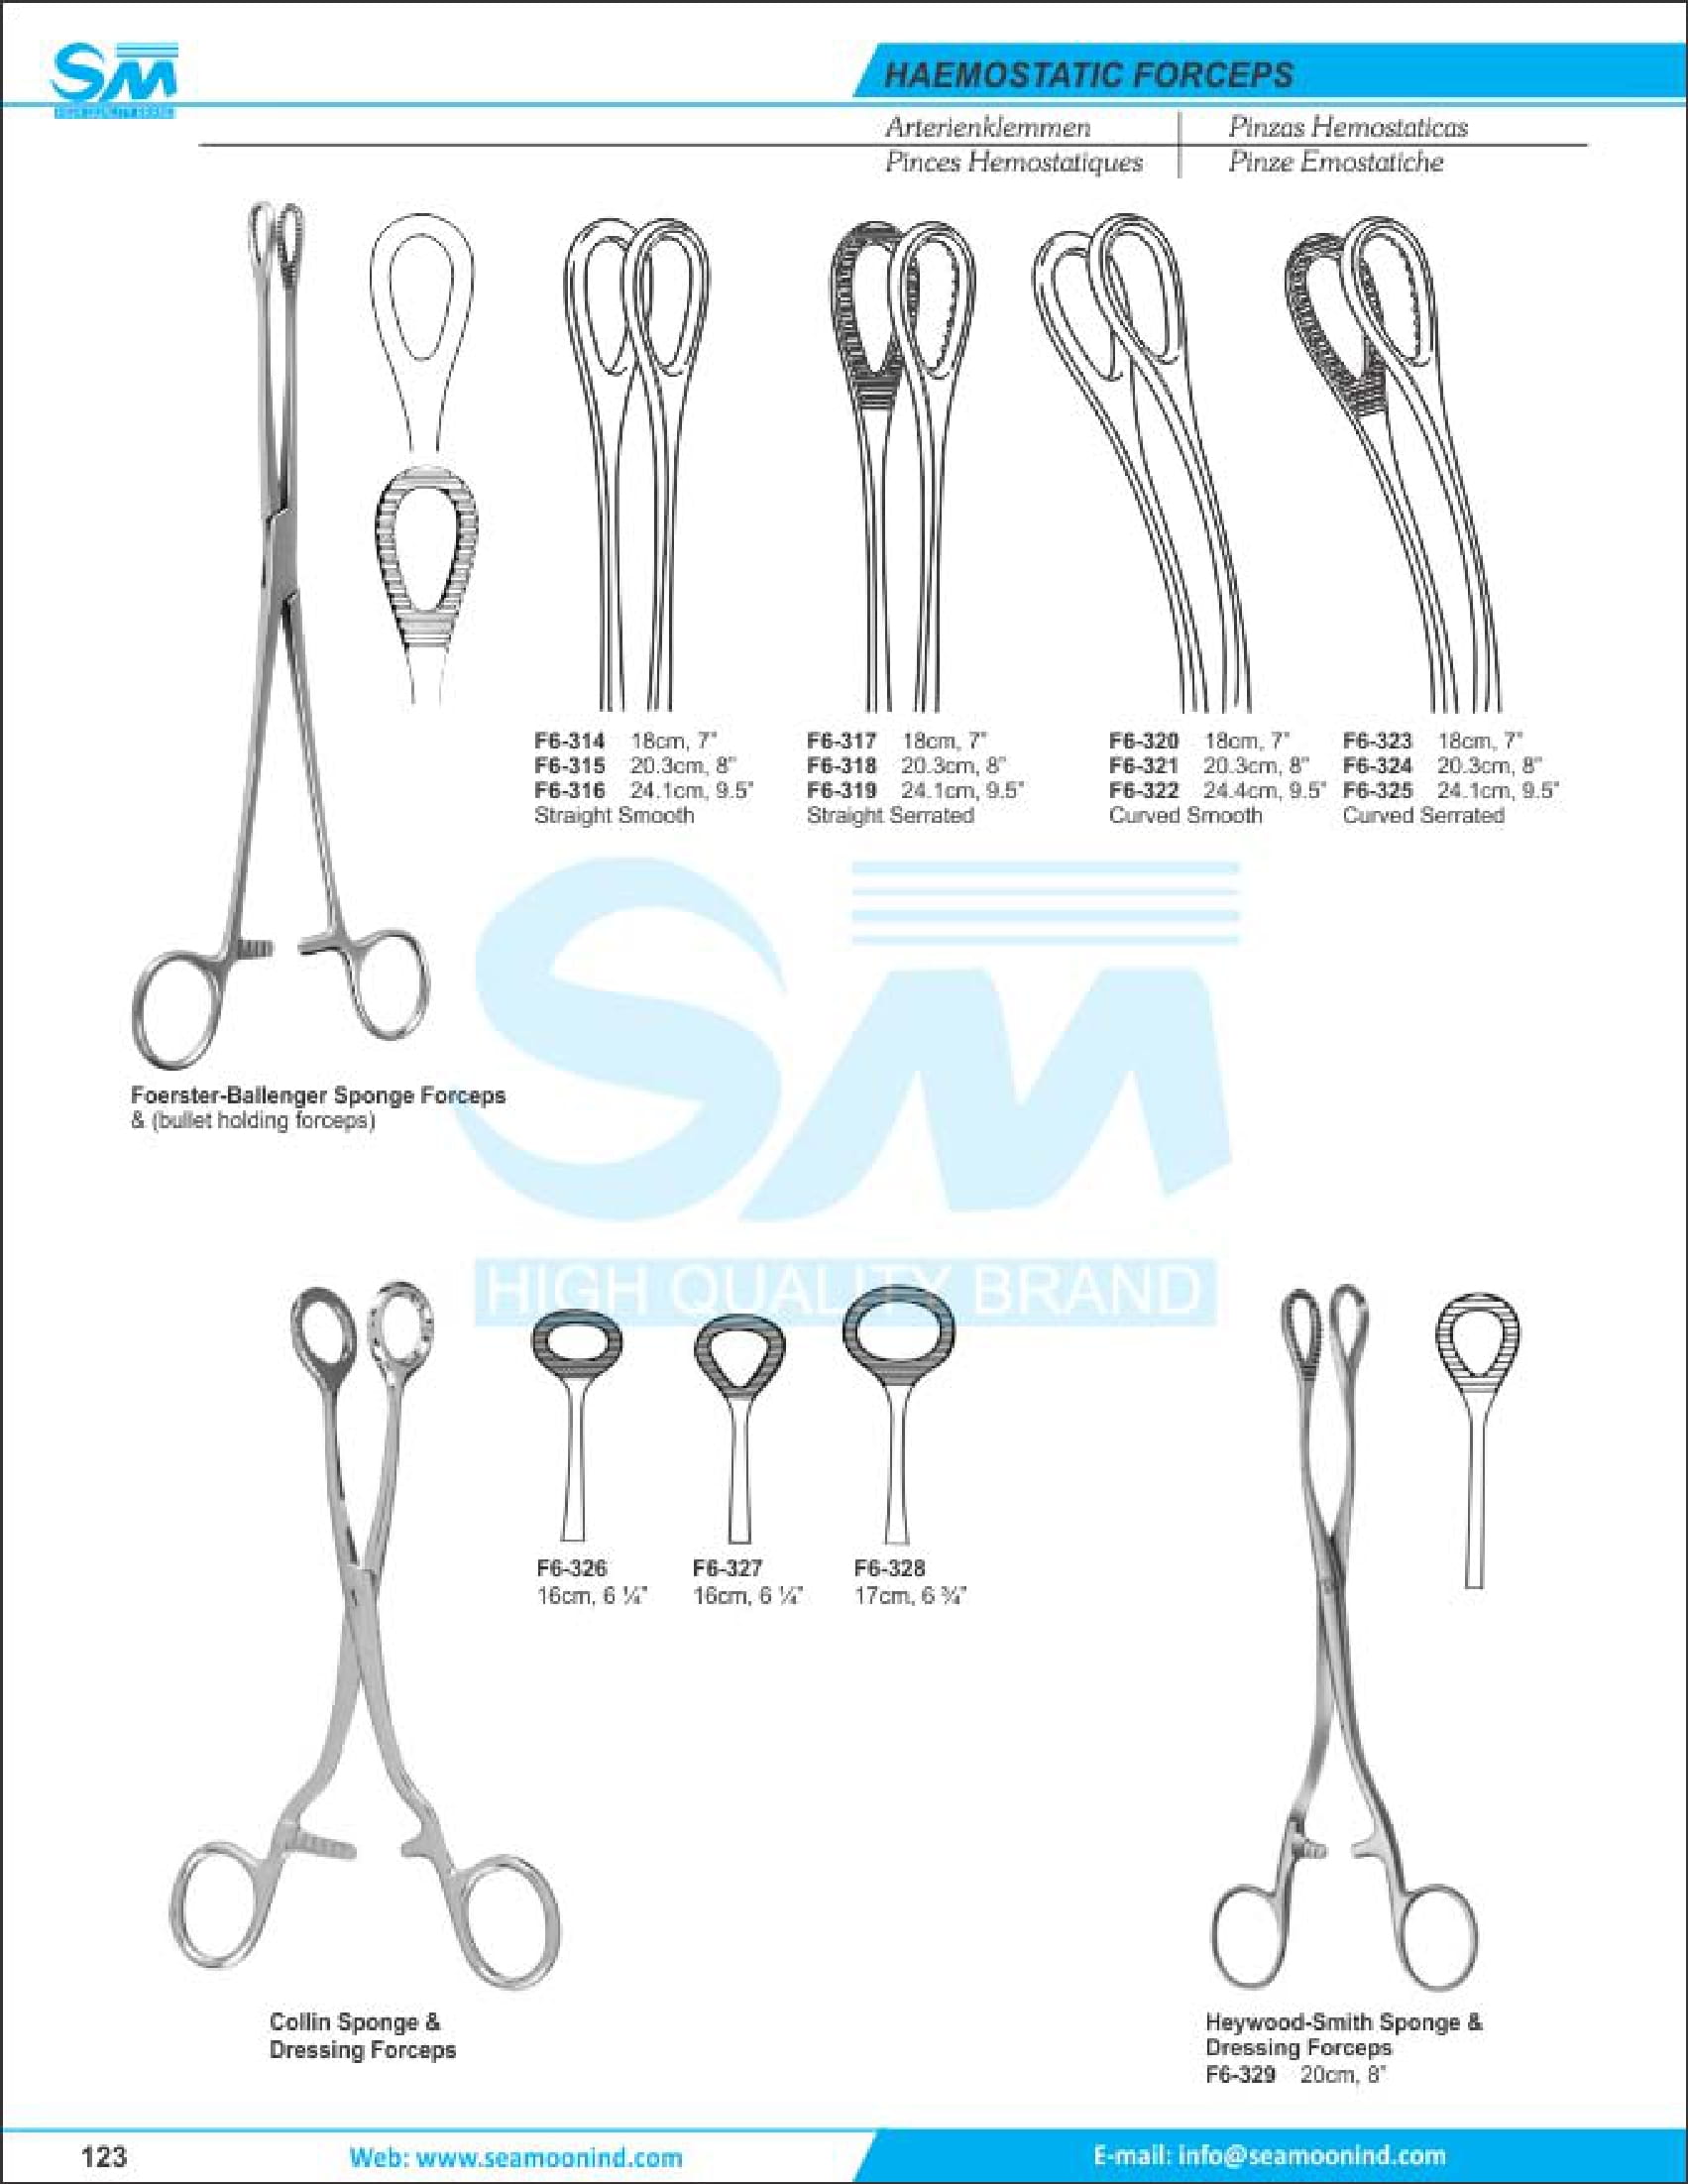 SM
HAEMOSTATIC FORCEPS
Arterienklemmen
Pinzas Hemostaticas
Pinces Hemostatiques
Pinze Emostatiche
F6-314 18cm, 7"
F6-315 20.3cm, 8"
F6-316 24.1cm, 9.5"
Straight Smooth
F6-317 18cm, 7"
F6-318 20.3cm, 8"
F6-319 24.1cm, 9.5"
Straight Serrated
F6-320 18cm, 7"
F6-321 20.3cm, 8"
F6-322 24.4cm, 9.5"
Curved Smooth
F6-323 18cm, 7"
F6-324 20.3cm, 8"
F6-325 24.1cm, 9.5"
Curved Serrated
SM
HIGH QUALITY BRAND
Foerster-Ballenger Sponge Forceps
& (bullet holding forceps)
F6-326
16cm, 6 ¼"
F6-327
16cm, 6 ¼"
F6-328
17cm, 6 ¾"
Collin Sponge &
Dressing Forceps
Heywood-Smith Sponge &
Dressing Forceps
F6-329 20cm, 8"
123
Web: www.seamoonind.com
E-mail: info@seamoonind.com